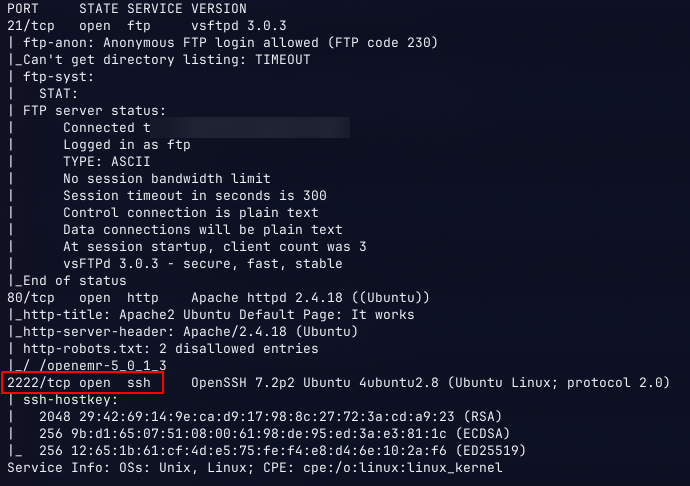 PORT     STATE SERVICE VERSION
21/tcp   open  ftp     vsftpd 3.0.3
| ftp-anon: Anonymous FTP login allowed (FTP code 230)
|_Can't get directory listing: TIMEOUT
| ftp-syst:
|   STAT:
| FTP server status:
|      Connected t
|      Logged in as ftp
|      TYPE: ASCII
|      No session bandwidth limit
|      Session timeout in seconds is 300
|      Control connection is plain text
|      Data connections will be plain text
|      At session startup, client count was 3
|      vsFTPd 3.0.3 - secure, fast, stable
|_End of status
80/tcp   open  http    Apache httpd 2.4.18 ((Ubuntu))
|_http-title: Apache2 Ubuntu Default Page: It works
|_http-server-header: Apache/2.4.18 (Ubuntu)
| http-robots.txt: 2 disallowed entries
|_/ /openemr-5_0_1_3
2222/tcp open  ssh     OpenSSH 7.2p2 Ubuntu 4ubuntu2.8 (Ubuntu Linux; protocol 2.0)
| ssh-hostkey:
|   2048 29:42:69:14:9e:ca:d9:17:98:8c:27:72:3a:cd:a9:23 (RSA)
|   256 9b:d1:65:07:51:08:00:61:98:de:95:ed:3a:e3:81:1c (ECDSA)
|_  256 12:65:1b:61:cf:4d:e5:75:fe:f4:e8:d4:6e:10:2a:f6 (ED25519)
Service Info: OSs: Unix, Linux; CPE: cpe:/o:linux:linux_kernel